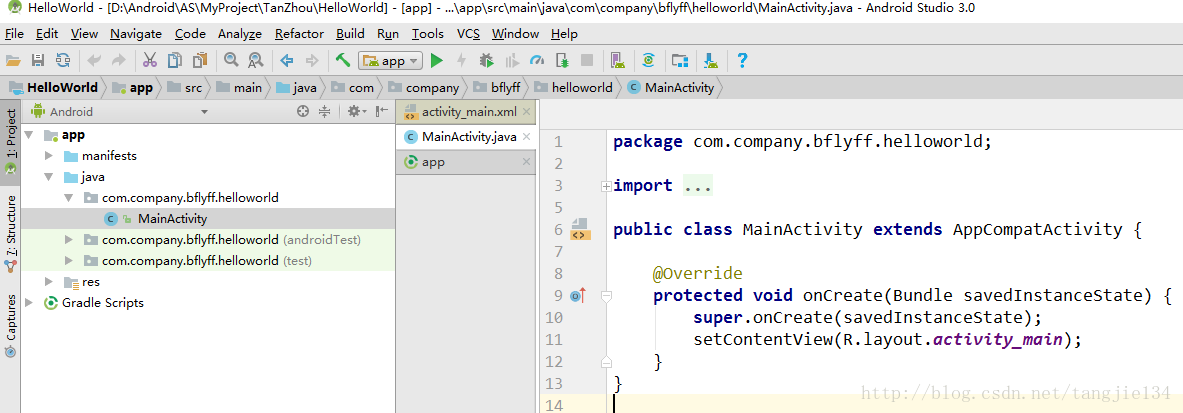 HelloWorld - [D:\Android\AS\MyProject\TanZhou\HelloWorld] - [app] - ...\app\src\main\java\com\company\bflyff\helloworld\MainActivity.java - Android Studio 3.0
File Edit View Navigate Code Analyze Refactor Build Run Tools VCS Window Help
app
HelloWorld app src main java com company bflyff helloworld MainActivity
1: Project
7: Structure
Captures
Android
app
manifests
java
com.company.bflyff.helloworld
MainActivity
com.company.bflyff.helloworld (androidTest)
com.company.bflyff.helloworld (test)
res
Gradle Scripts
activity_main.xml
MainActivity.java
app
1 package com.company.bflyff.helloworld;
2
3 import ...
5
6 public class MainActivity extends AppCompatActivity {
7
8 @Override
9 protected void onCreate(Bundle savedInstanceState) {
10 super.onCreate(savedInstanceState);
11 setContentView(R.layout.activity_main);
12 }
13 }
14
http://blog.csdn.net/tangjie134